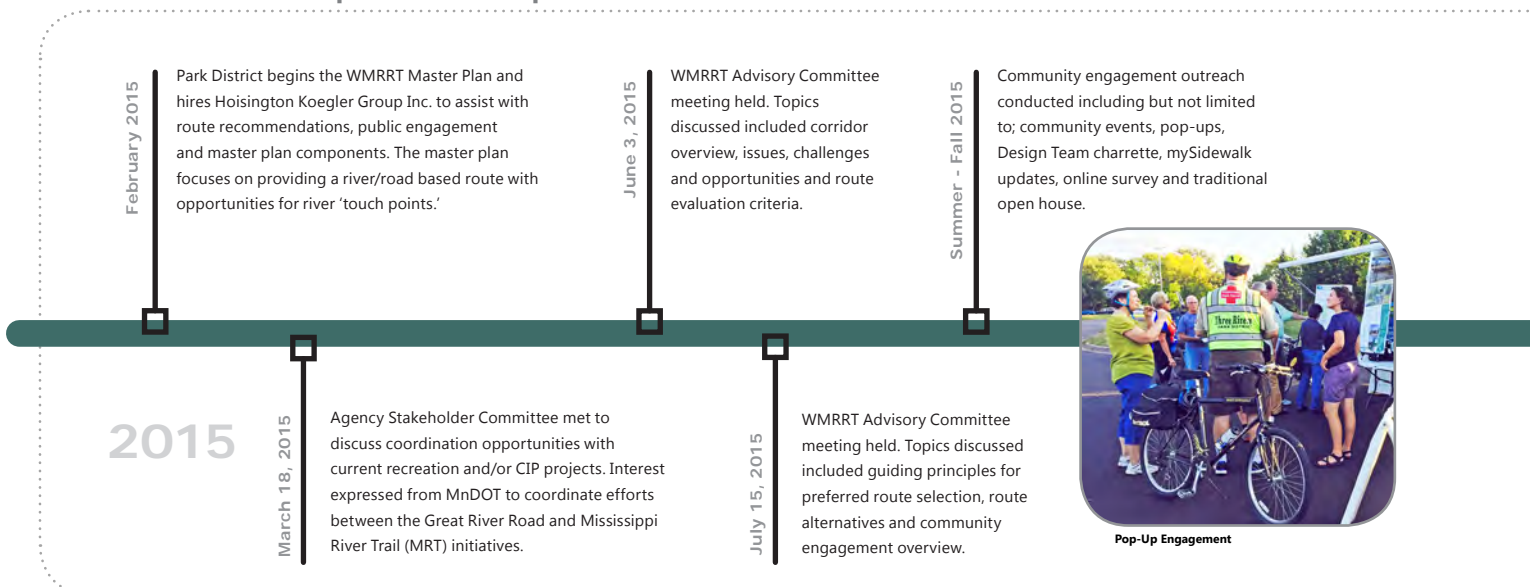 February 2015
Park District begins the WMRRT Master Plan and
hires Hoisington Koegler Group Inc. to assist with
route recommendations, public engagement
and master plan components. The master plan
focuses on providing a river/road based route with
opportunities for river ‘touch points.’
June 3, 2015
WMRRT Advisory Committee
meeting held. Topics
discussed included corridor
overview, issues, challenges
and opportunities and route
evaluation criteria.
Summer - Fall 2015
Community engagement outreach
conducted including but not limited
to; community events, pop-ups,
Design Team charrette, mySidewalk
updates, online survey and traditional
open house.
2015
March 18, 2015
Agency Stakeholder Committee met to
discuss coordination opportunities with
current recreation and/or CIP projects. Interest
expressed from MnDOT to coordinate efforts
between the Great River Road and Mississippi
River Trail (MRT) initiatives.
July 15, 2015
WMRRT Advisory Committee
meeting held. Topics discussed
included guiding principles for
preferred route selection, route
alternatives and community
engagement overview.
Three Rivers
Pop-Up Engagement